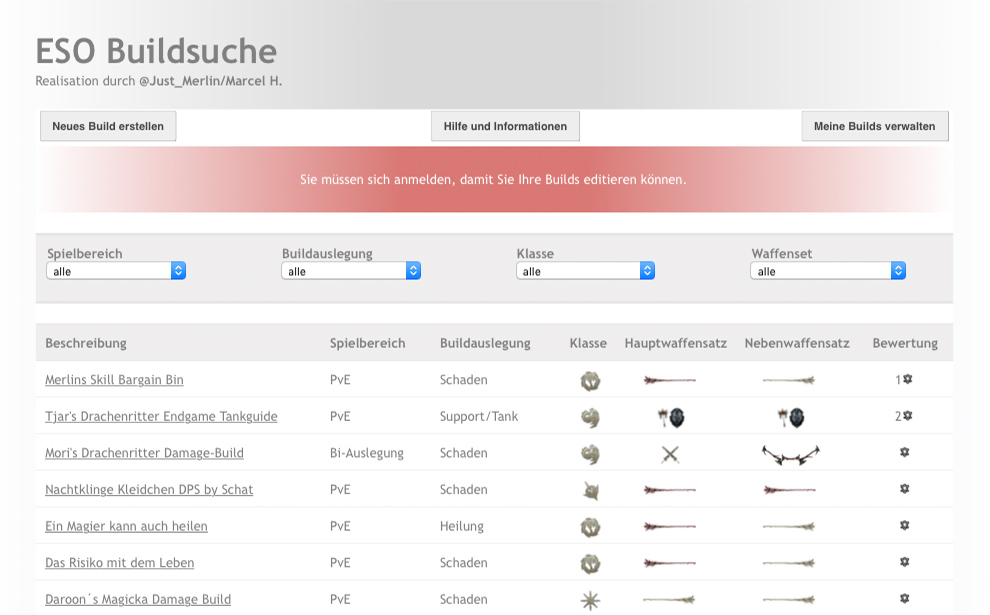 ESO Buildsuche
Realisation durch @Just_Merlin/Marcel H.
Neues Build erstellen Hilfe und Informationen Meine Builds verwalten
Sie müssen sich anmelden, damit Sie Ihre Builds editieren können.
Spielbereich Buildauslegung Klasse Waffenset
alle alle alle alle
Beschreibung Spielbereich Buildauslegung Klasse Hauptwaffensatz Nebenwaffensatz Bewertung
Merlins Skill Bargain Bin PvE Schaden 1
Tjar's Drachenritter Endgame Tankguide PvE Support/Tank 2
Mori's Drachenritter Damage-Build Bi-Auslegung Schaden
Nachtklinge Kleidchen DPS by Schat PvE Schaden
Ein Magier kann auch heilen PvE Heilung
Das Risiko mit dem Leben PvE Schaden
Daroon´s Magicka Damage Build PvE Schaden